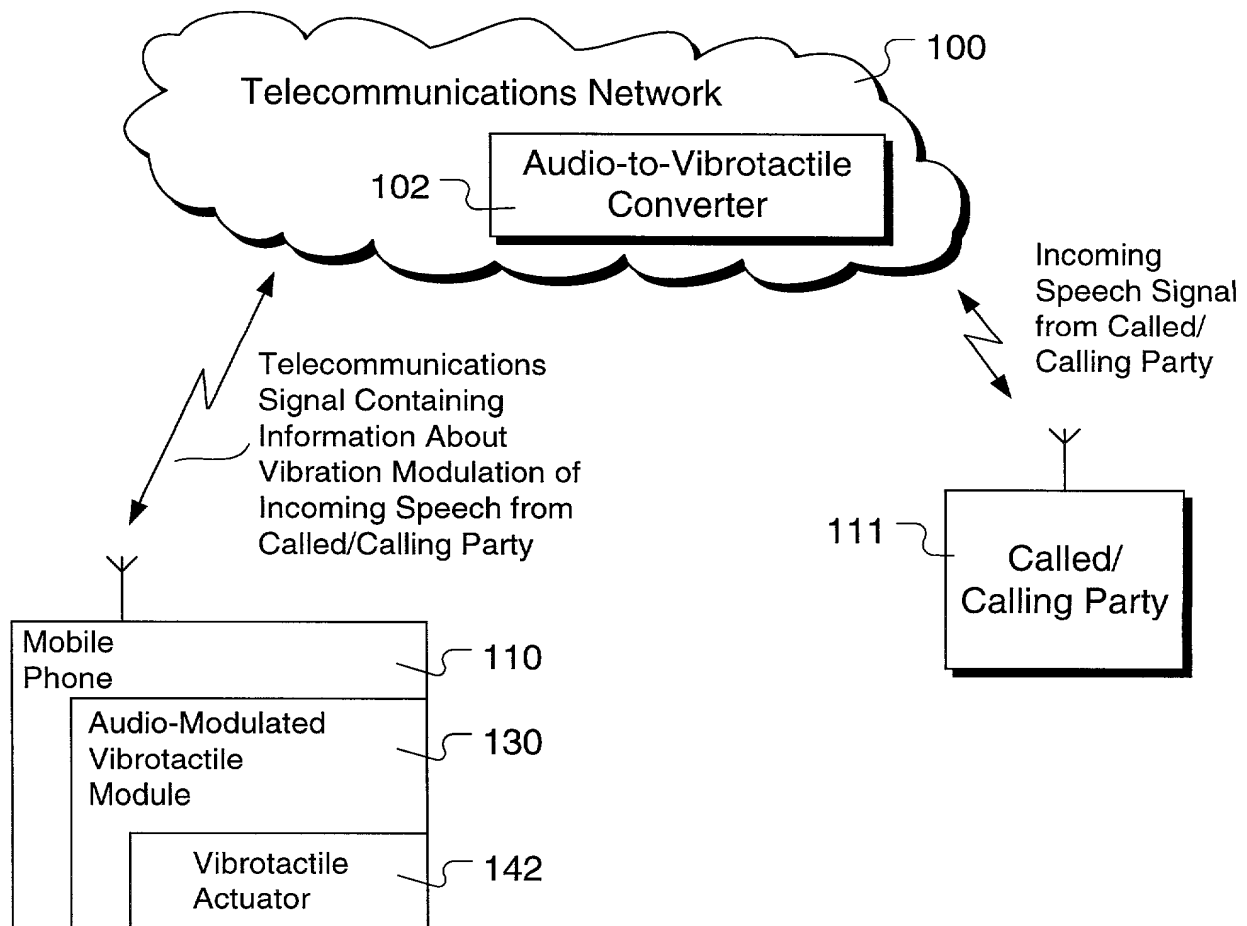 100
Telecommunications Network
Audio-to-Vibrotactile
Converter
102
Incoming
Speech Signal
from Called/
Calling Party
Telecommunications
Signal Containing
Information About
Vibration Modulation of
Incoming Speech from
Called/Calling Party
111
Called/
Calling Party
Mobile
Phone
110
Audio-Modulated
Vibrotactile
Module
130
Vibrotactile
Actuator
142